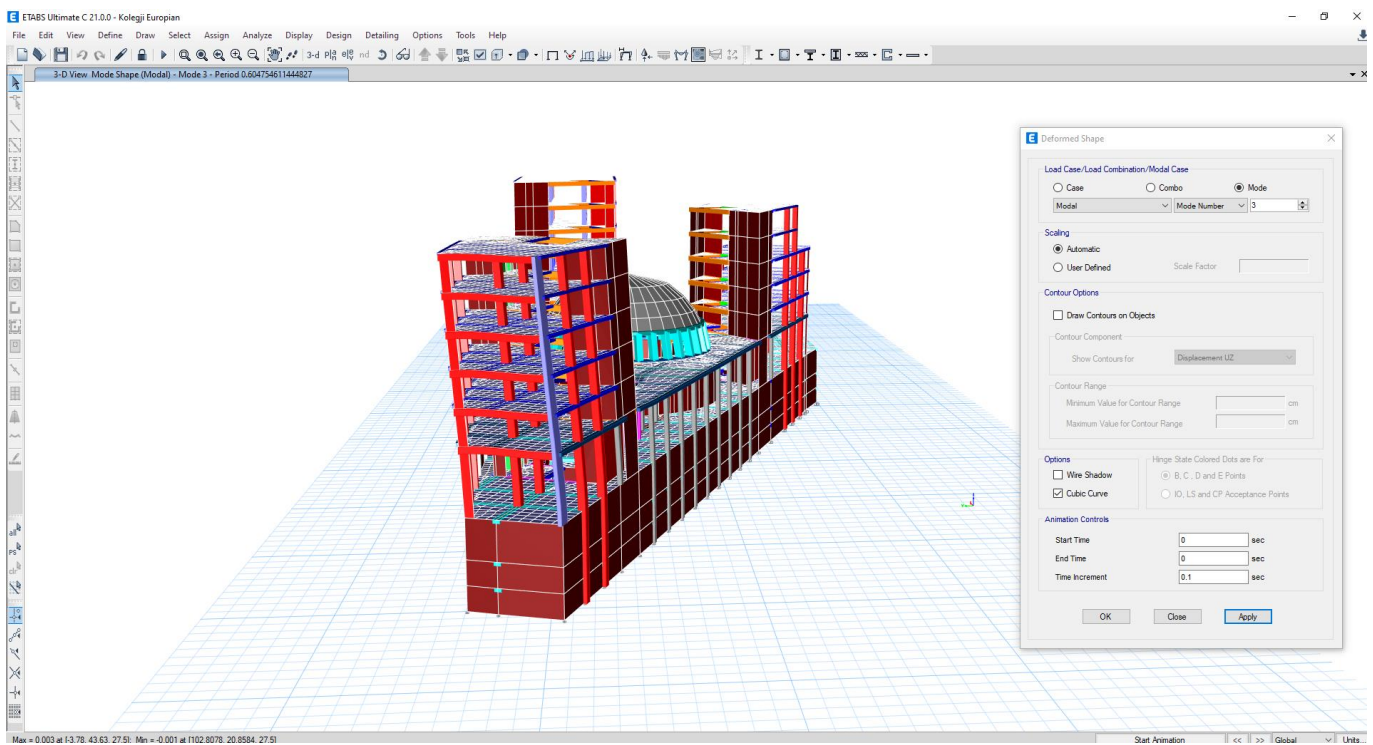 ETABS Ultimate C 21.0.0 - Kolegji Europian
File Edit View Define Draw Select Assign Analyze Display Design Detailing Options Tools Help
3-d nd
3-D View Mode Shape (Modal) - Mode 3 - Period 0.604754611444827
Deformed Shape
Load Case/Load Combination/Modal Case
Case Combo Mode
Modal Mode Number 3
Scaling
Automatic
User Defined Scale Factor
Contour Options
Draw Contours on Objects
Contour Component
Show Contours for Displacement UZ
Contour Range
Minimum Value for Contour Range cm
Maximum Value for Contour Range cm
Options Hinge State Colored Dots are For
Wire Shadow B, C, D and E Points
Cubic Curve IO, LS and CP Acceptance Points
Animation Controls
Start Time 0 sec
End Time 0 sec
Time Increment 0.1 sec
OK Close Apply
all
ps
clr
Max = 0.003 at [-3.78, 43.63, 27.5]; Min = -0.001 at [102.8078, 20.8584, 27.5] Start Animation << >> Global Units...